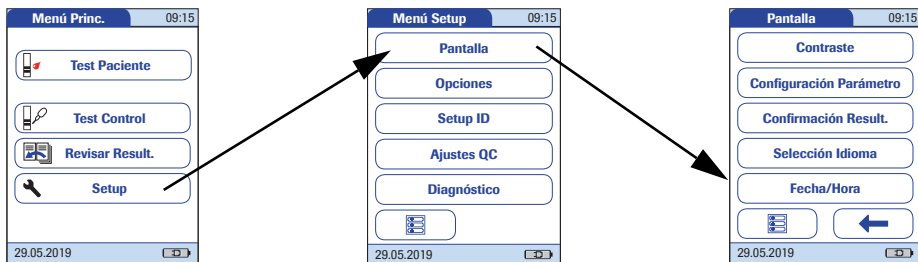 Menú Princ. 09:15
Test Paciente
Test Control
Revisar Result.
Setup
29.05.2019
Menú Setup 09:15
Pantalla
Opciones
Setup ID
Ajustes QC
Diagnóstico
29.05.2019
Pantalla 09:15
Contraste
Configuración Parámetro
Confirmación Result.
Selección Idioma
Fecha/Hora
29.05.2019